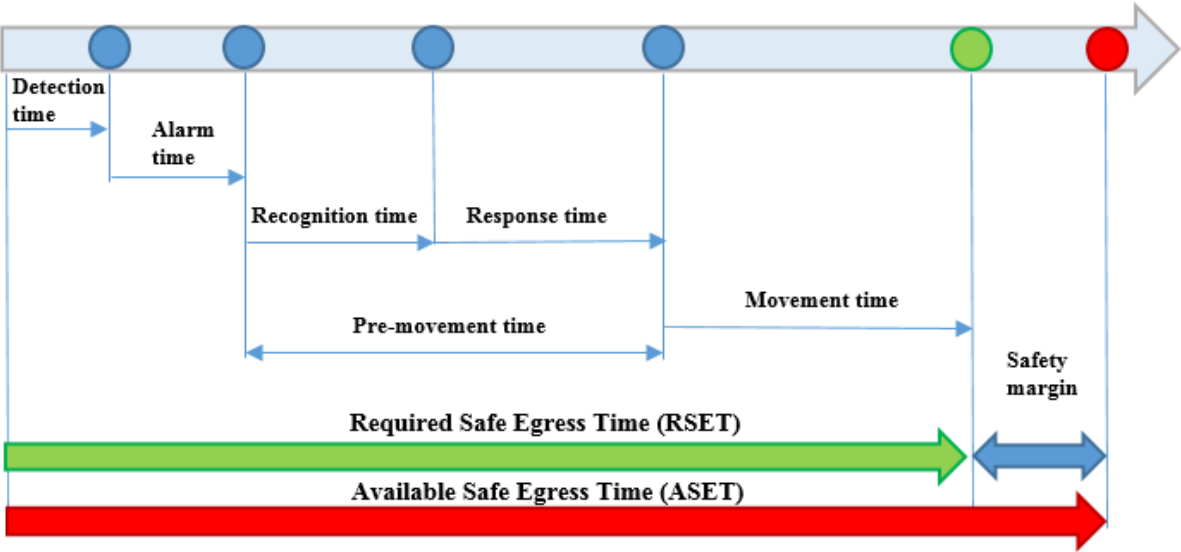 Detection
time
Alarm
time
Recognition time
Response time
Movement time
Pre-movement time
Safety
margin
Required Safe Egress Time (RSET)
Available Safe Egress Time (ASET)